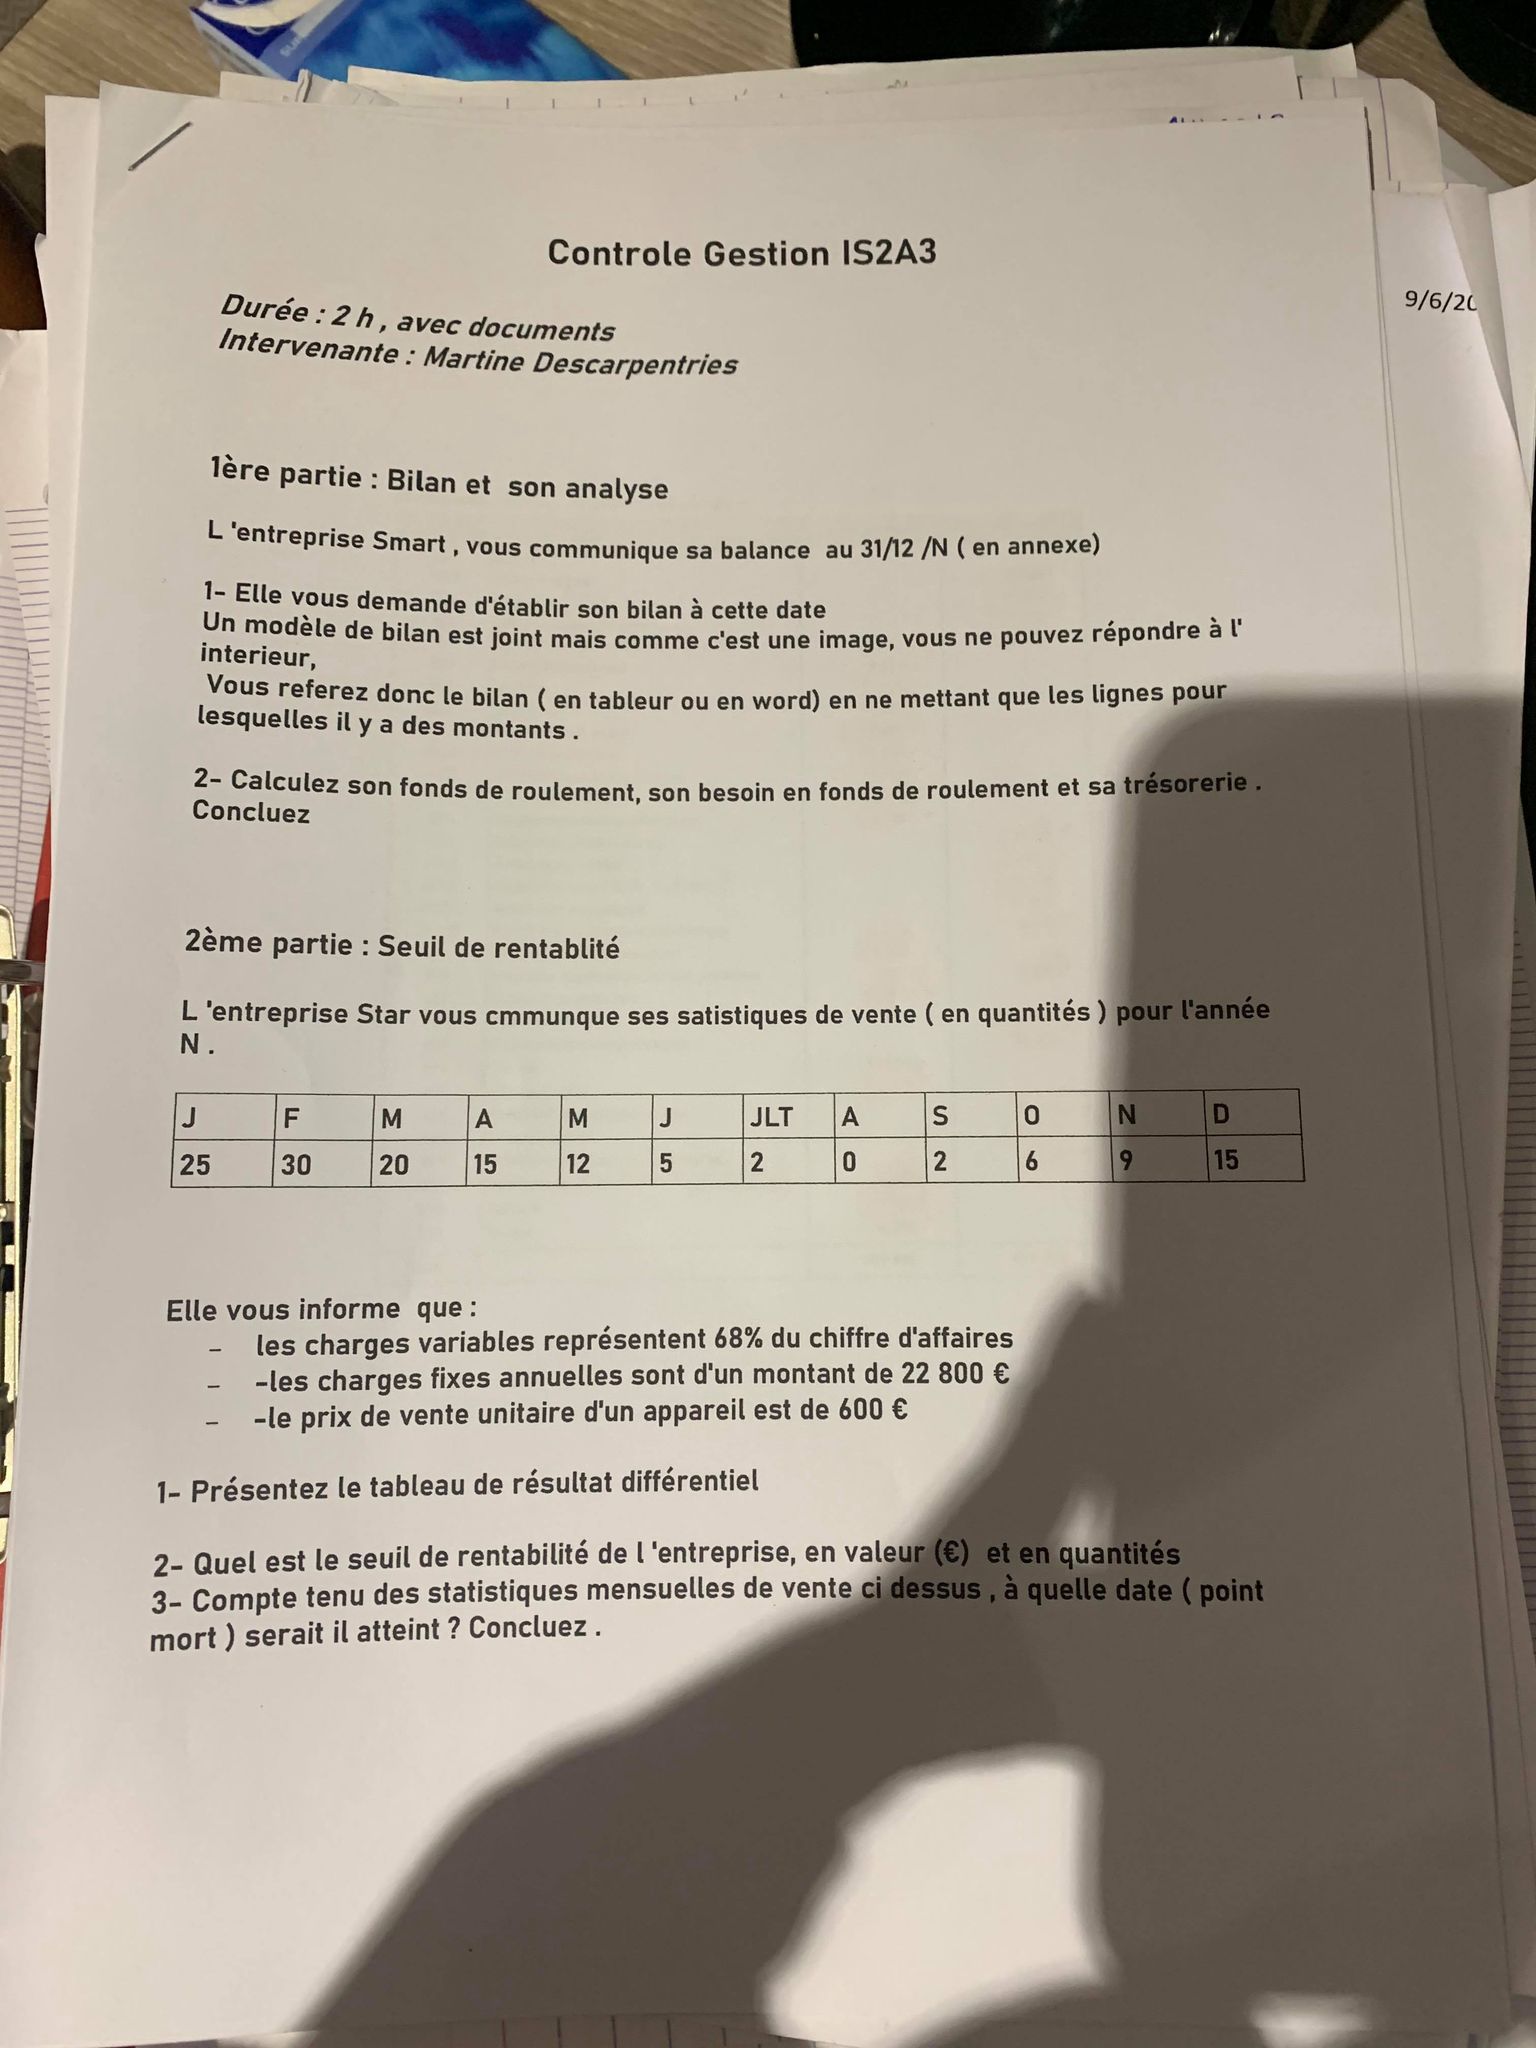 Controle Gestion IS2A3
9/6/20
Durée : 2 h , avec documents
Intervenante : Martine Descarpentries
1ère partie : Bilan et son analyse
L 'entreprise Smart , vous communique sa balance au 31/12 /N ( en annexe)
1- Elle vous demande d'établir son bilan à cette date
Un modèle de bilan est joint mais comme c'est une image, vous ne pouvez répondre à l'
interieur,
Vous referez donc le bilan ( en tableur ou en word) en ne mettant que les lignes pour
lesquelles il y a des montants .
2- Calculez son fonds de roulement, son besoin en fonds de roulement et sa trésorerie .
Concluez
2ème partie : Seuil de rentablité
L 'entreprise Star vous cmmunque ses satistiques de vente ( en quantités ) pour l'année
N .
J F M A M J JLT A S O N D
25 30 20 15 12 5 2 0 2 6 9 15
Elle vous informe que :
- les charges variables représentent 68% du chiffre d'affaires
- -les charges fixes annuelles sont d'un montant de 22 800 €
- -le prix de vente unitaire d'un appareil est de 600 €
1- Présentez le tableau de résultat différentiel
2- Quel est le seuil de rentabilité de l 'entreprise, en valeur (€) et en quantités
3- Compte tenu des statistiques mensuelles de vente ci dessus , à quelle date ( point
mort ) serait il atteint ? Concluez .